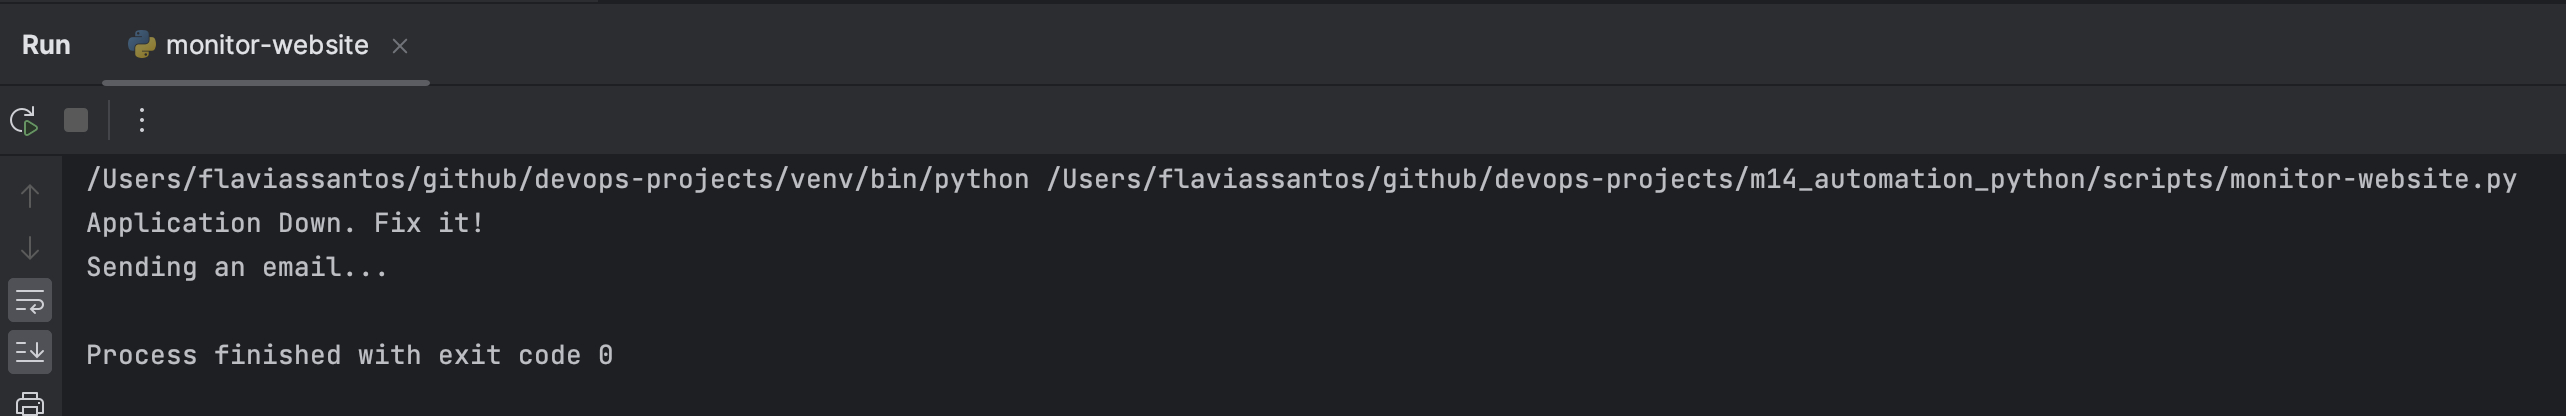 Run monitor-website
/Users/flaviassantos/github/devops-projects/venv/bin/python /Users/flaviassantos/github/devops-projects/m14_automation_python/scripts/monitor-website.py
Application Down. Fix it!
Sending an email...
Process finished with exit code 0